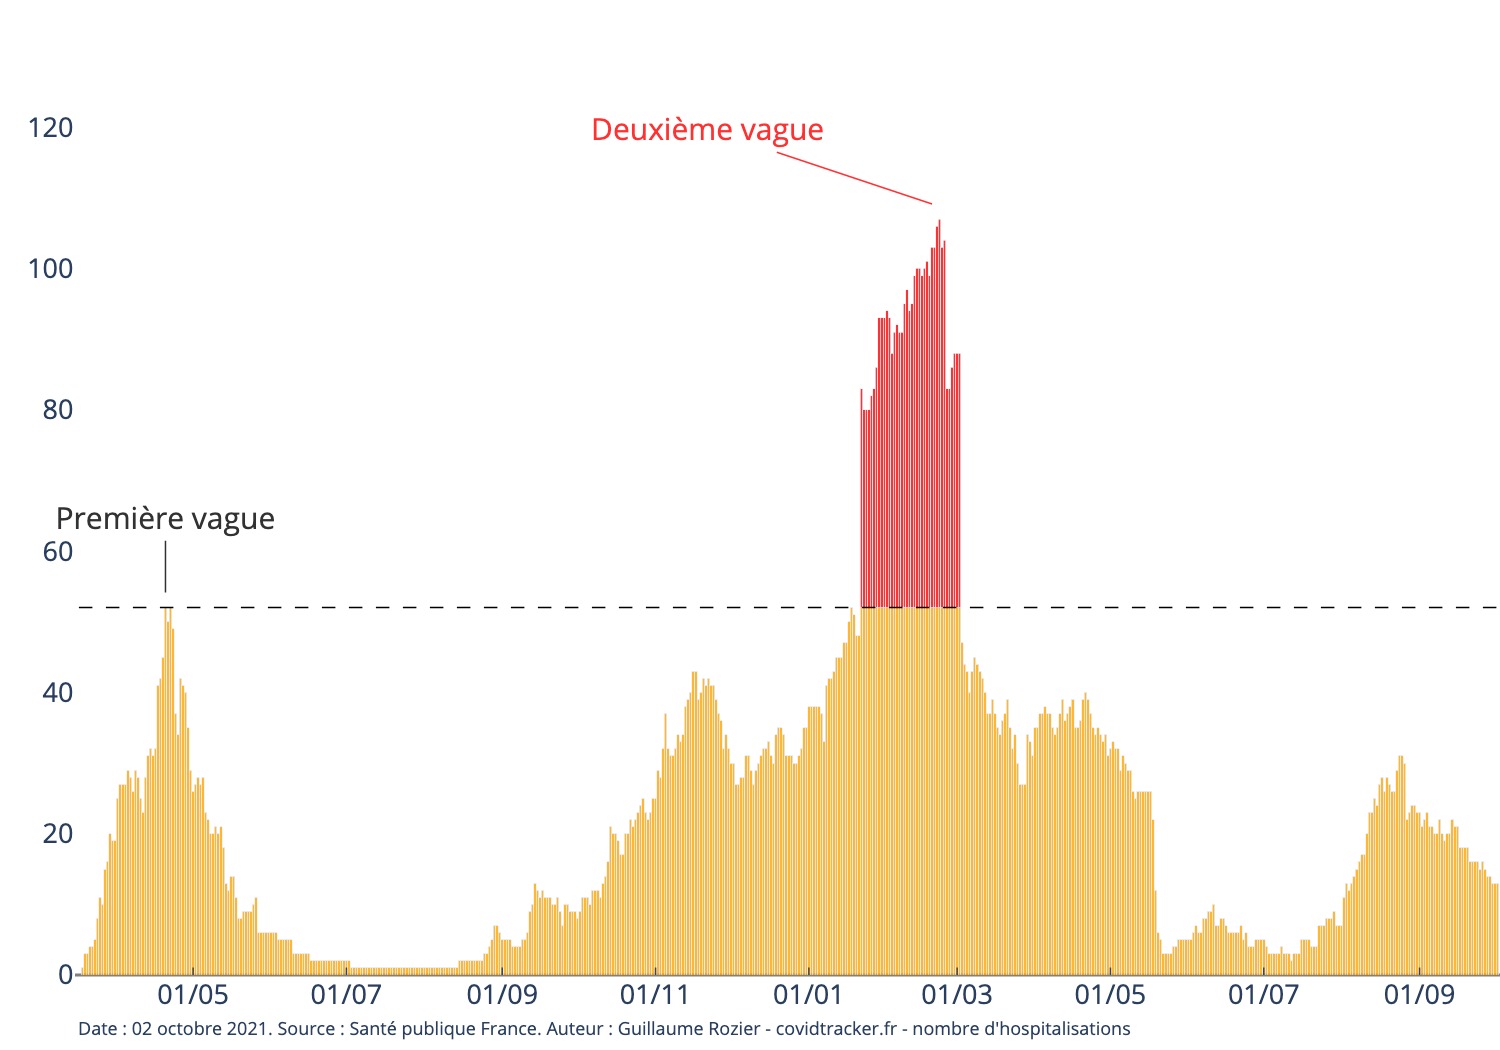 120
Deuxième vague
100
80
Première vague
60
40
20
0
01/05 01/07 01/09 01/11 01/01 01/03 01/05 01/07 01/09
Date : 02 octobre 2021. Source : Santé publique France. Auteur : Guillaume Rozier - covidtracker.fr - nombre d'hospitalisations